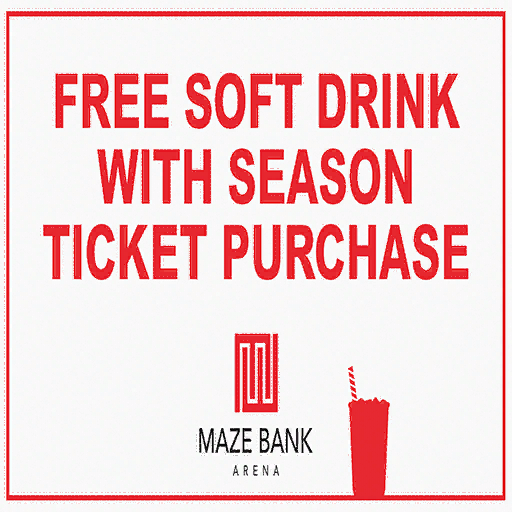 FREE SOFT DRINK
WITH SEASON
TICKET PURCHASE
MAZE BANK
ARENA